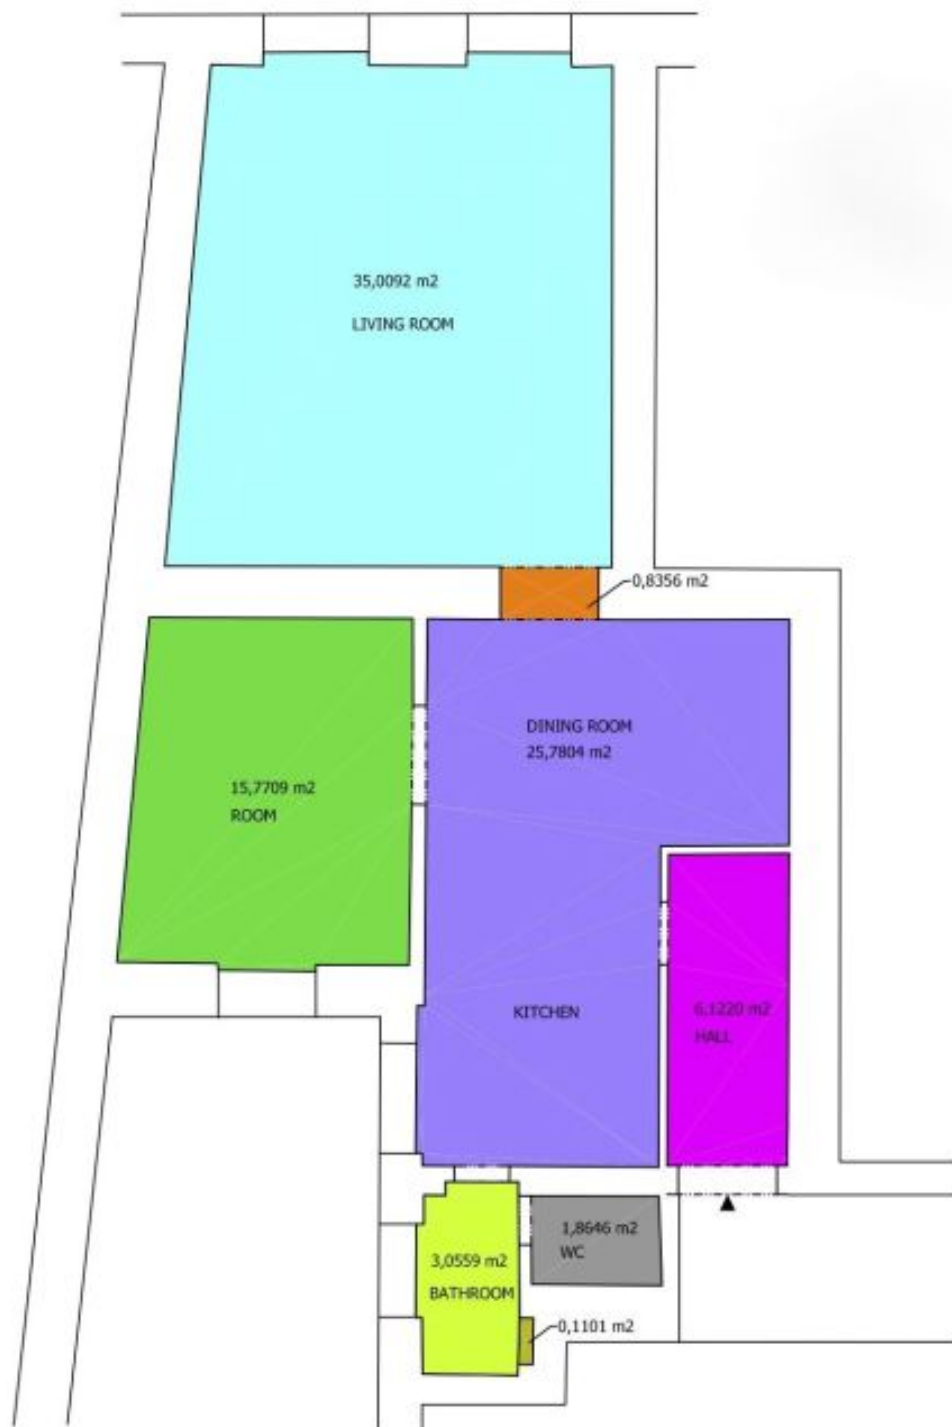 35,0092 m2
LIVING ROOM
0,8356 m2
DINING ROOM
25,7804 m2
15,7709 m2
ROOM
KITCHEN
6,1220 m2
HALL
1,8646 m2
WC
3,0559 m2
BATHROOM
0,1101 m2